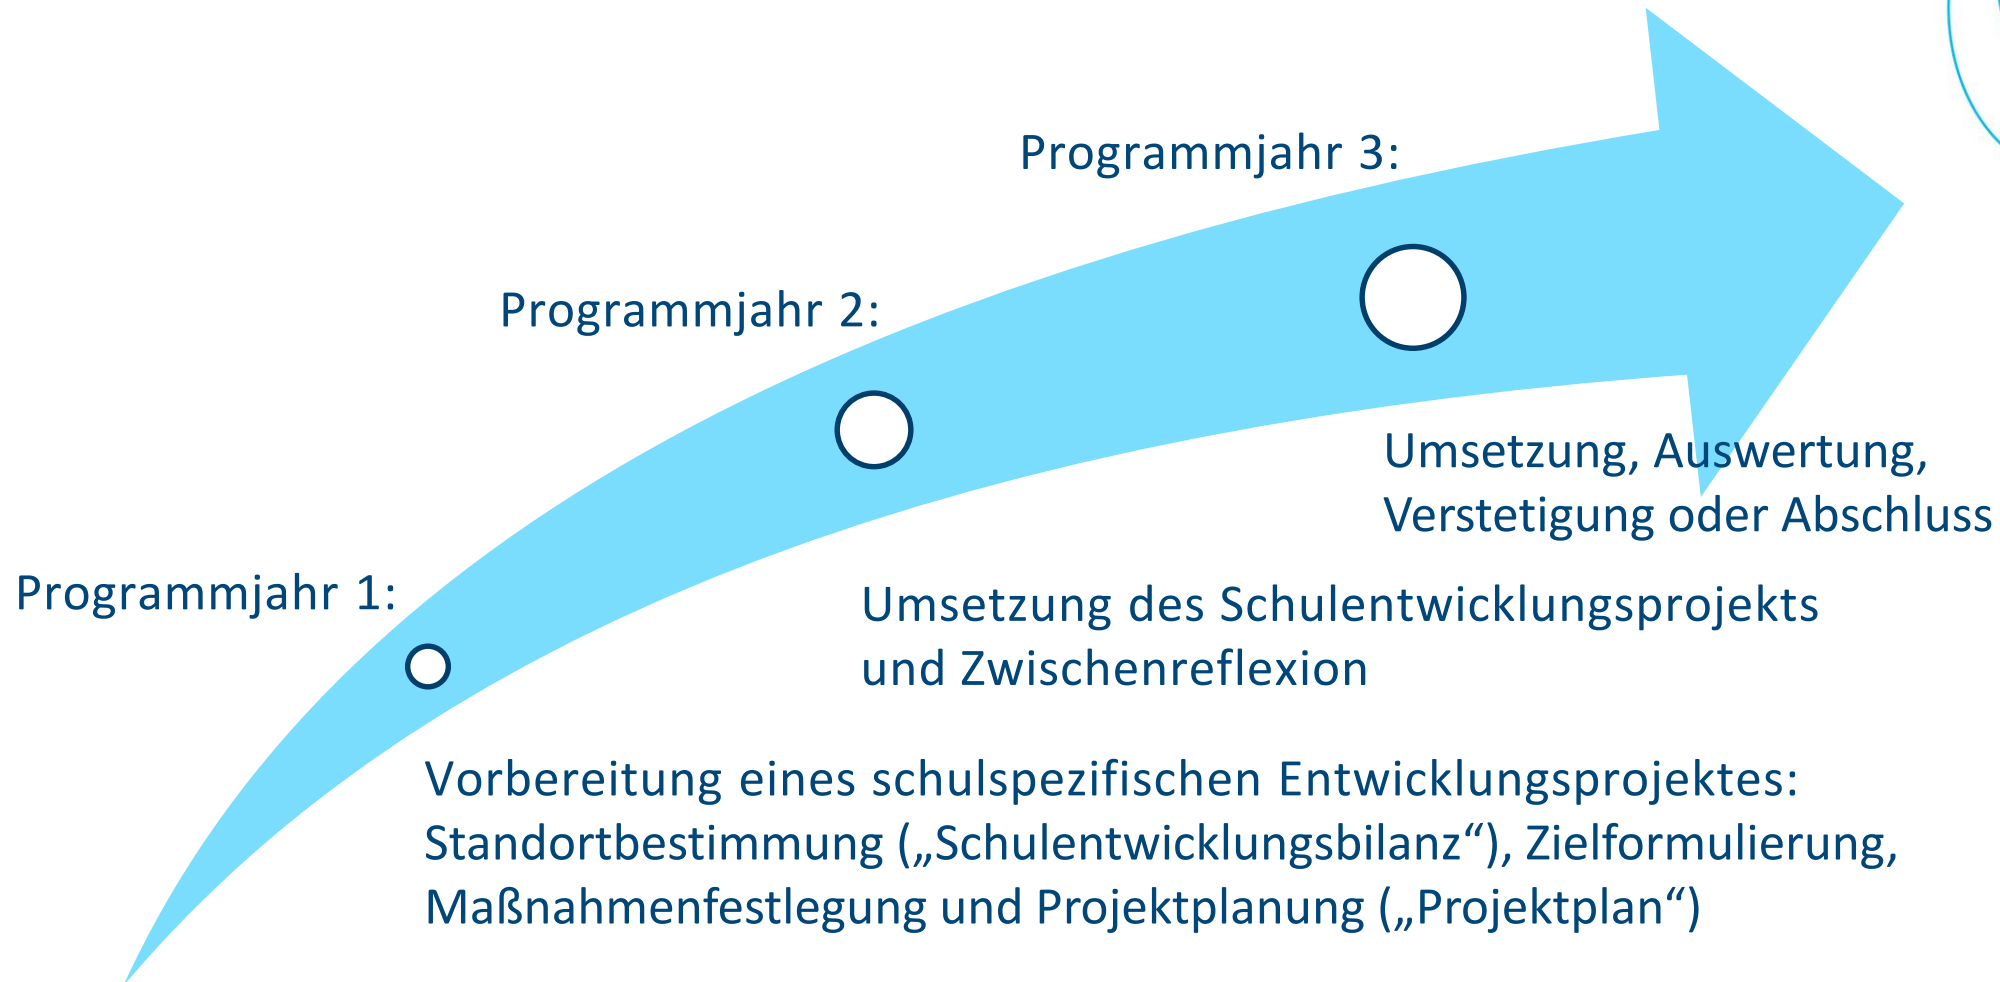 Programmjahr 3:
Programmjahr 2:
Umsetzung, Auswertung,
Verstetigung oder Abschluss
Programmjahr 1:
Umsetzung des Schulentwicklungsprojekts
und Zwischenreflexion
Vorbereitung eines schulspezifischen Entwicklungsprojektes:
Standortbestimmung („Schulentwicklungsbilanz“), Zielformulierung,
Maßnahmenfestlegung und Projektplanung („Projektplan“)